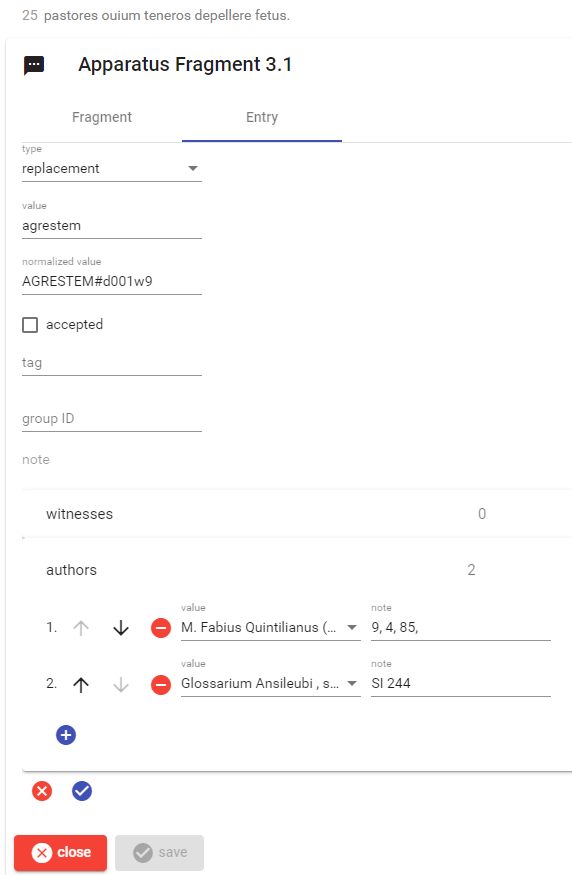 25 pastores ouium teneros depellere fetus.
Apparatus Fragment 3.1
Fragment Entry
type
replacement
value
agrestem
normalized value
AGRESTEM#d001w9
accepted
tag
group ID
note
witnesses 0
authors 2
value note
1. M. Fabius Quintilianus (... 9, 4, 85,
value note
2. Glossarium Ansileubi , s... SI 244
close save